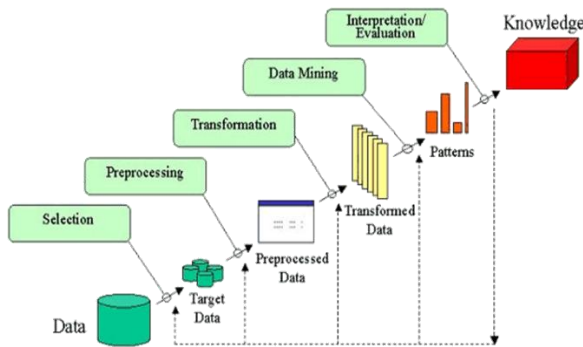 Interpretation/
Evaluation
Knowledge
Data Mining
Transformation
Patterns
Preprocessing
Transformed
Data
Selection
Preprocessed
Data
Target
Data
Data